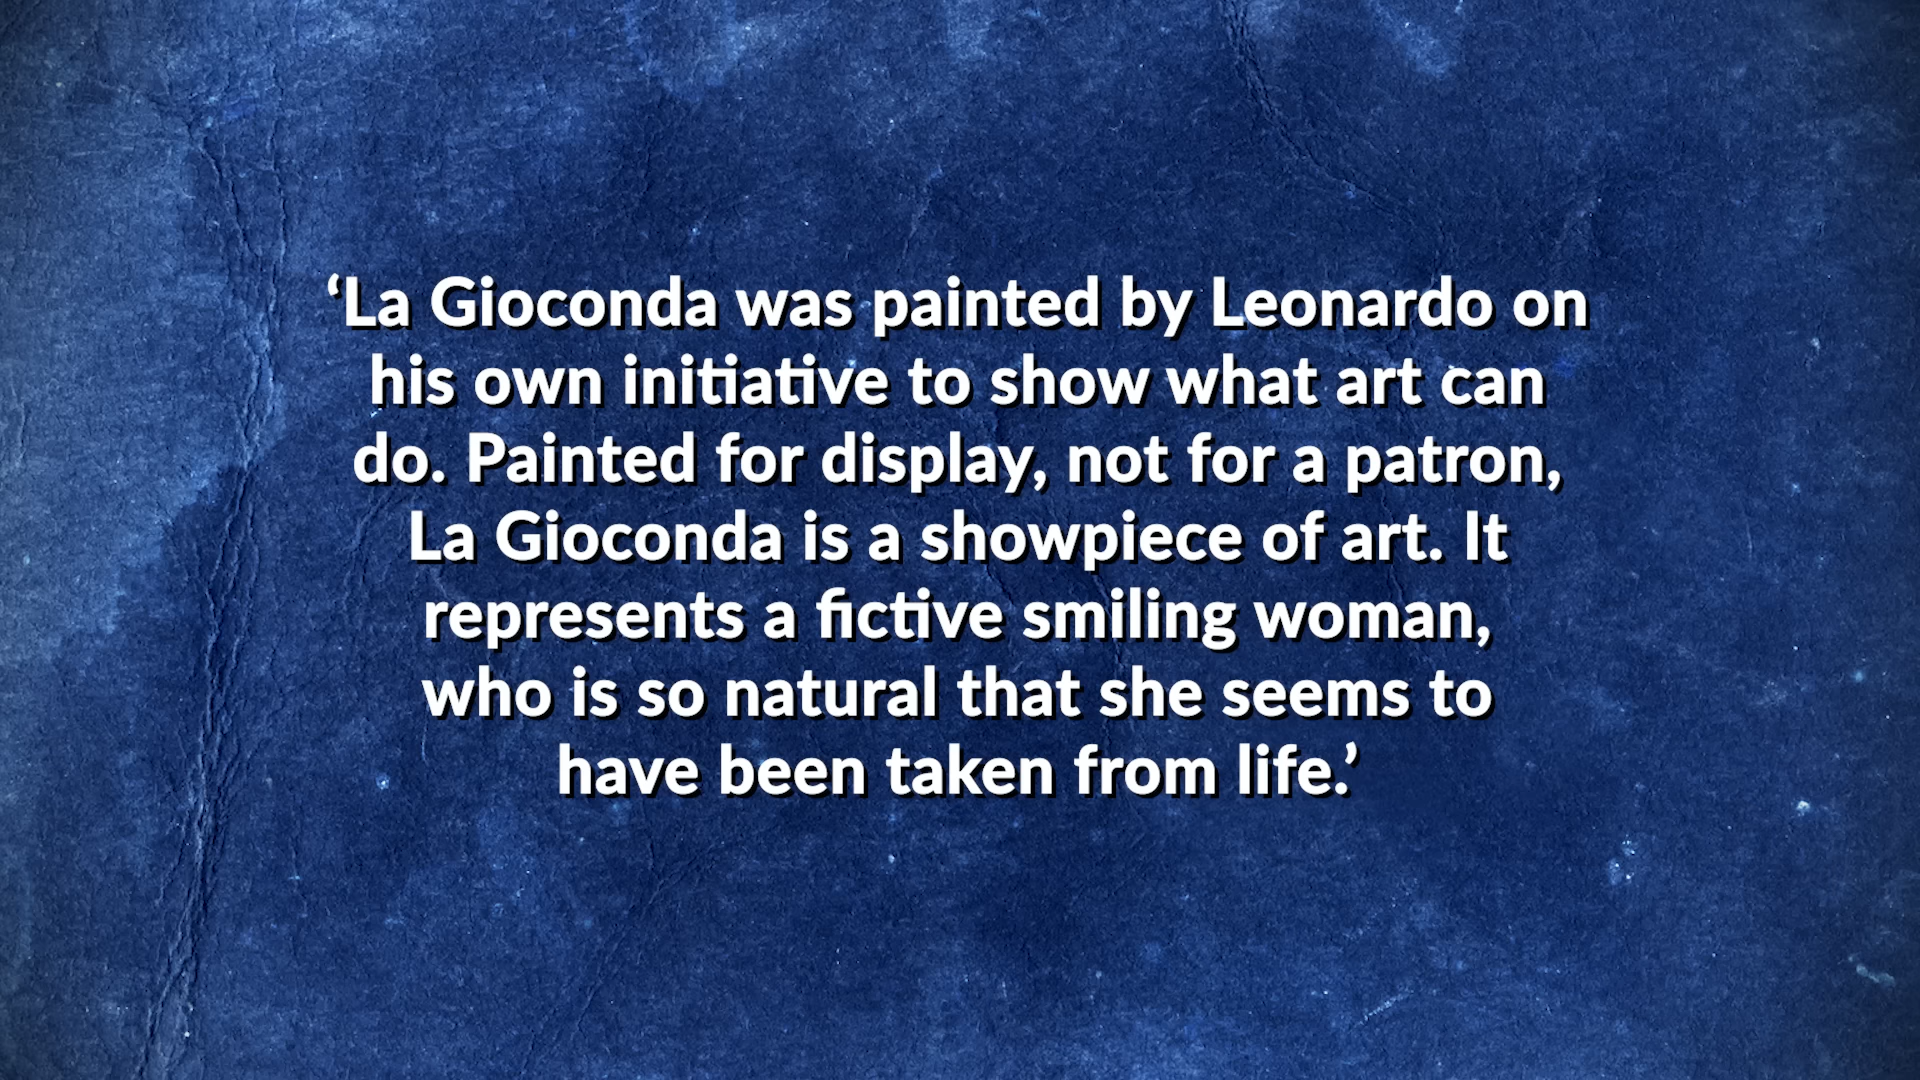 ‘La Gioconda was painted by Leonardo on
his own initiative to show what art can
do. Painted for display, not for a patron,
La Gioconda is a showpiece of art. It
represents a fictive smiling woman,
who is so natural that she seems to
have been taken from life.’